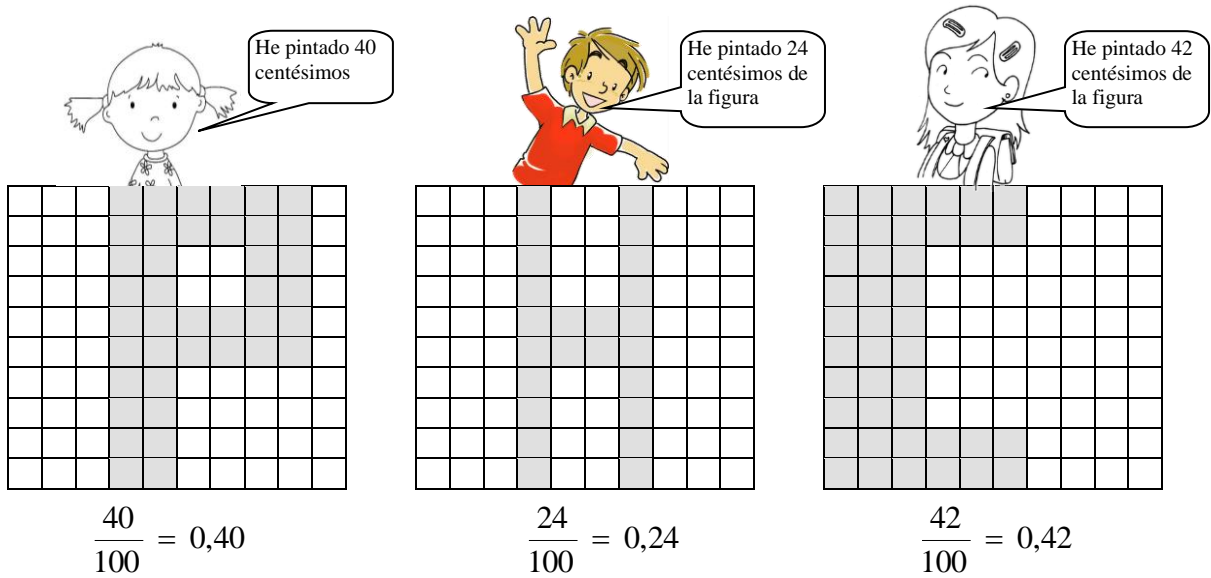 He pintado 40
centésimos
He pintado 24
centésimos de
la figura
He pintado 42
centésimos de
la figura
40/100 = 0,40
24/100 = 0,24
42/100 = 0,42